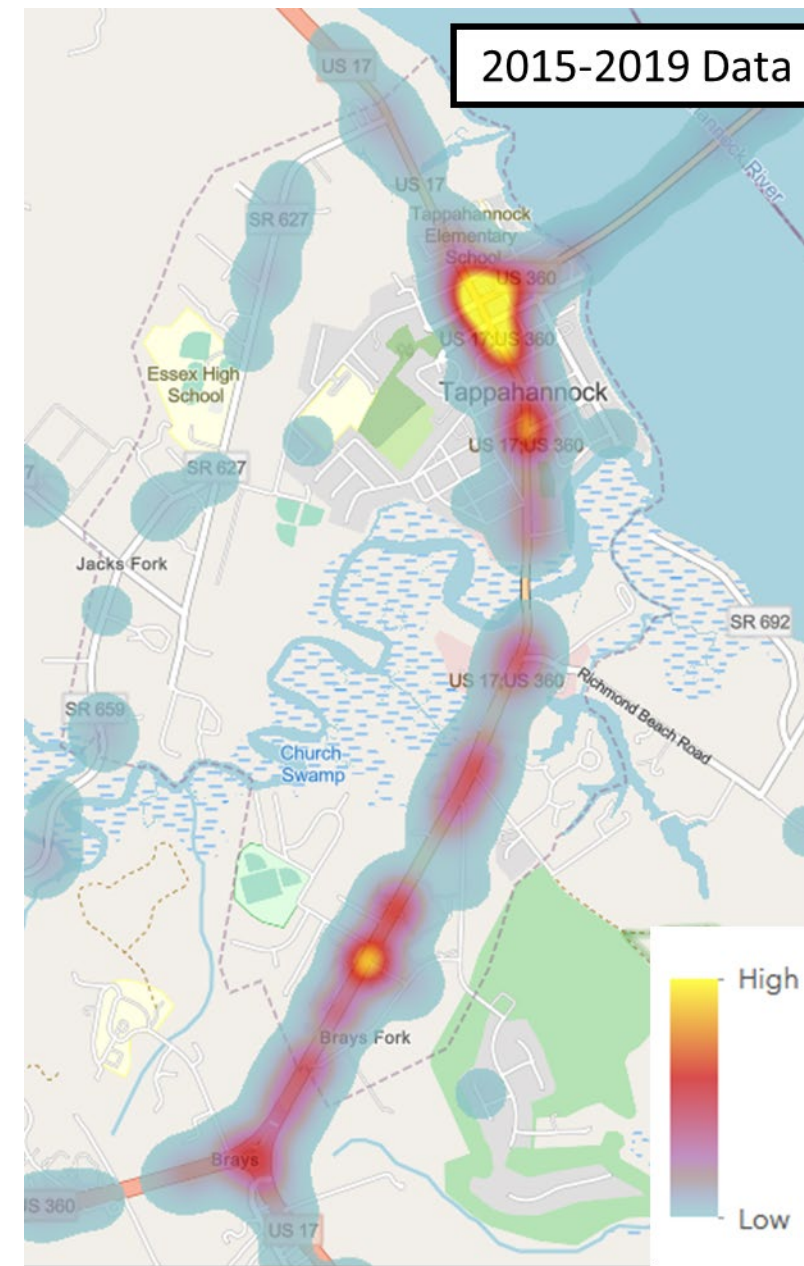 2015-2019 Data
US 17
River
US 17
SR 627
Tappahannock
Elementary
School
US 360
US 17;US 360
Essex High
School
Tappahannock
US 17;US 360
SR 627
7
Jacks Fork
SR 692
US 17;US 360
Richmond Beach Road
SR 659
Church
Swamp
High
Brays Fork
Brays
US 360
US 17
Low